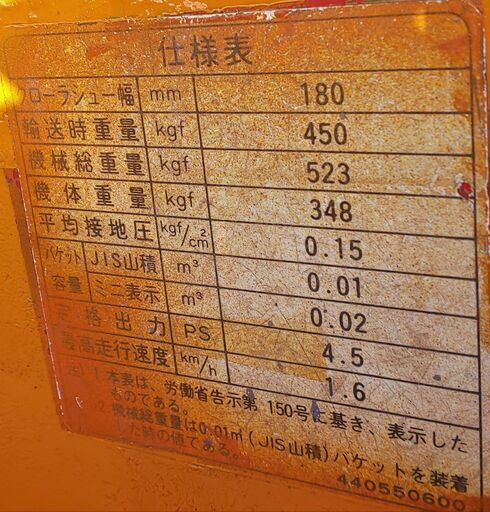 仕様表
クローラシュー幅 mm 180
輸送時重量 kgf 450
機械総重量 kgf 523
機体重量 kgf 348
平均接地圧 kgf/cm² 0.15
バケット容量 JIS山積 m³ 0.01
ミニ表示 m³ 0.02
定格出力 PS 4.5
最高走行速度 km/h 1.6
注)1.本表は、労働省告示第150号に基き、表示した
ものである。
2.機械総重量は0.01㎥(JIS山積)バケットを装着
した時の値である。
440550600